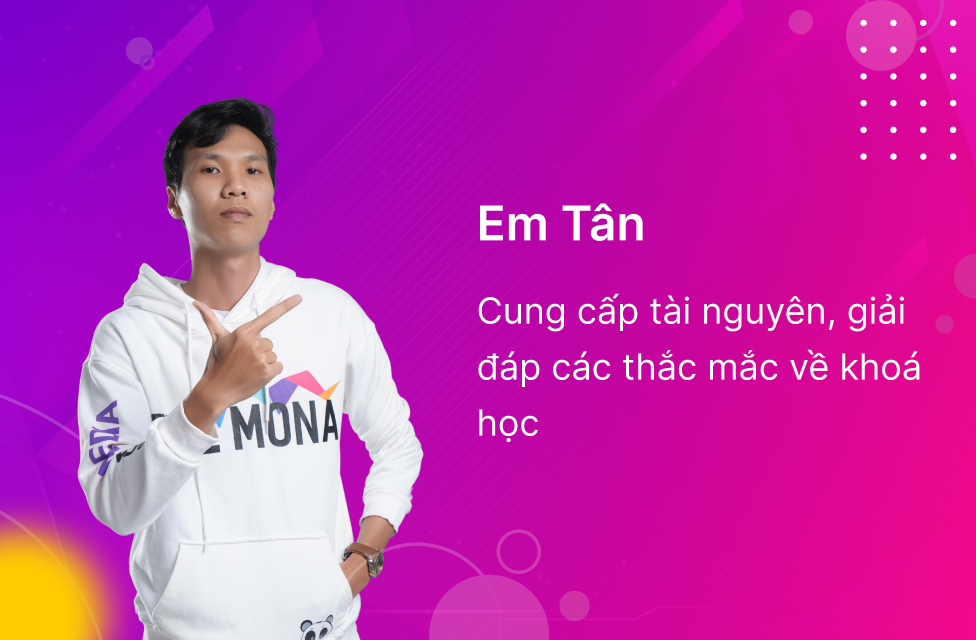 Em Tân
Cung cấp tài nguyên, giải
đáp các thắc mắc về khoá
học
MONA